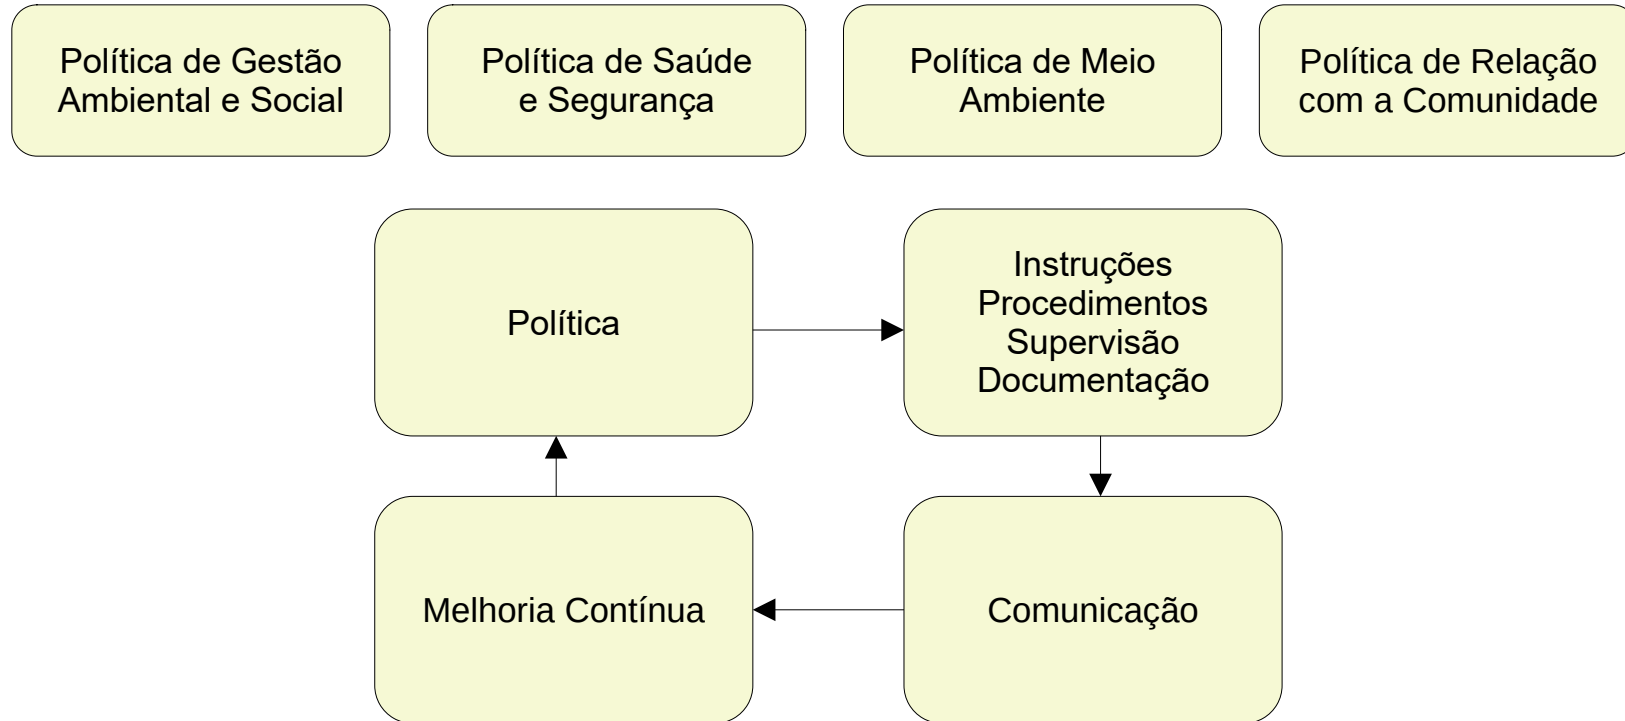 Política de Gestão
Ambiental e Social
Política de Saúde
e Segurança
Política de Meio
Ambiente
Política de Relação
com a Comunidade
Política
Instruções
Procedimentos
Supervisão
Documentação
Melhoria Contínua
Comunicação